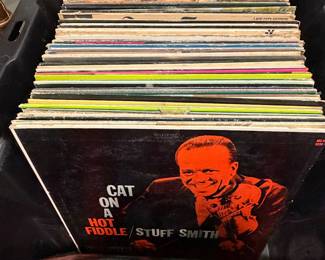 CAT
ON
A
HOT
FIDDLE/STUFF SMITH